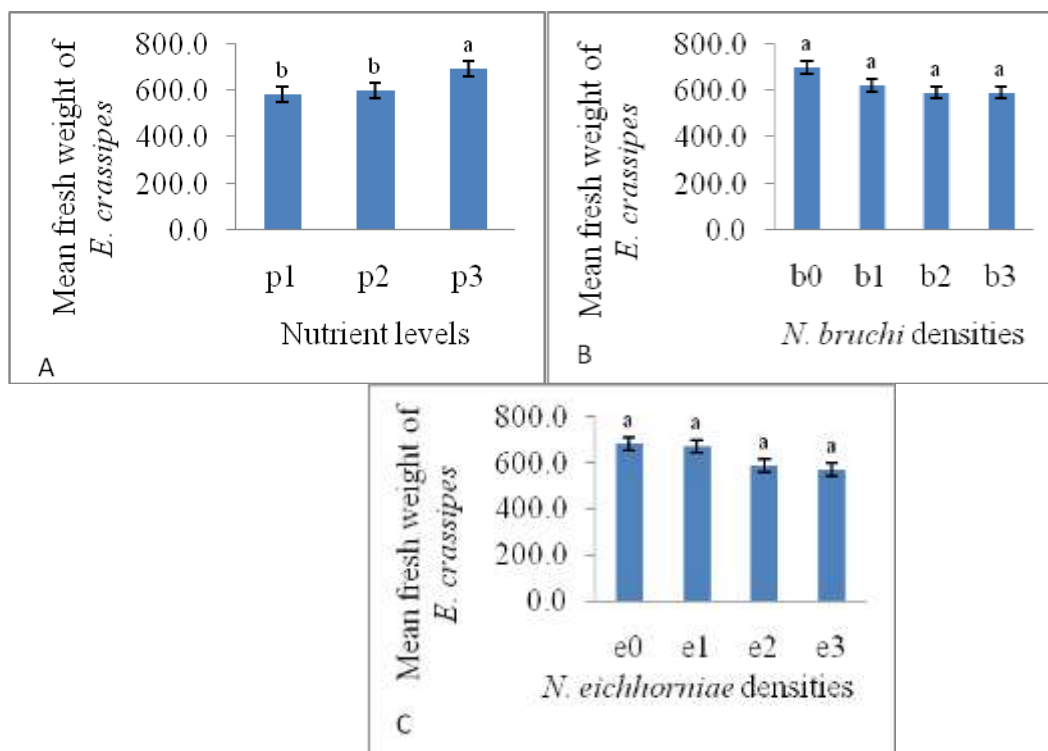 Mean fresh weight of
E. crassipes
800.0
600.0
400.0
200.0
0.0
b
b
a
p1 p2 p3
Nutrient levels
A
Mean fresh weight of
E. crassipes
800.0
600.0
400.0
200.0
0.0
a
a
a
a
b0 b1 b2 b3
N. bruchi densities
B
Mean fresh weight of
E. crassipes
800.0
600.0
400.0
200.0
0.0
a
a
a
a
e0 e1 e2 e3
N. eichhorniae densities
C